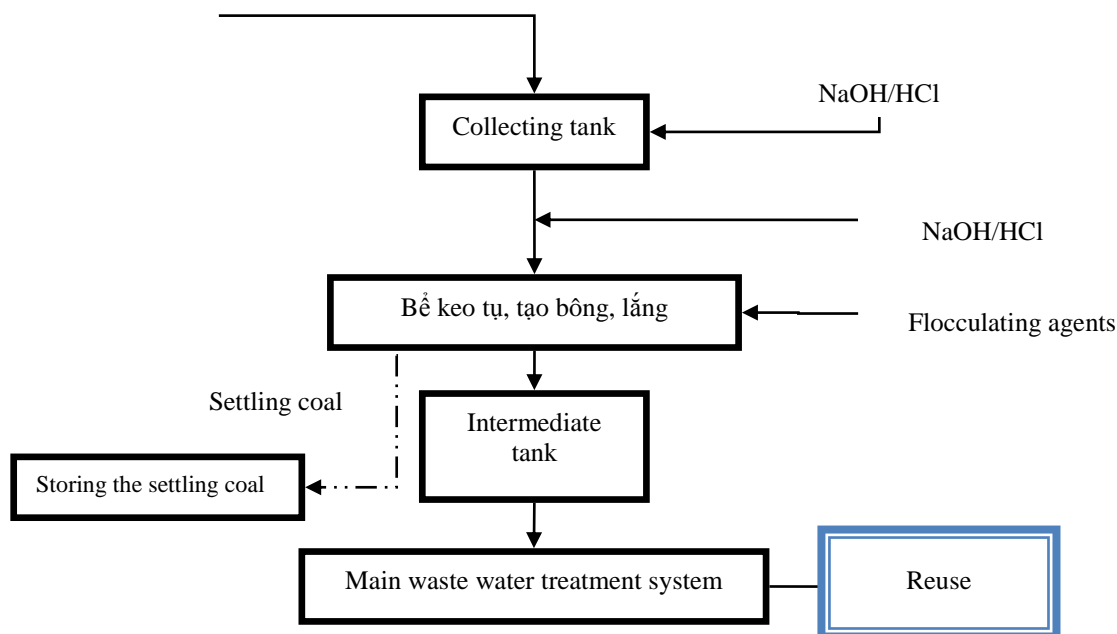 NaOH/HCl
Collecting tank
NaOH/HCl
Bể keo tụ, tạo bông, lắng
Flocculating agents
Settling coal
Intermediate
tank
Storing the settling coal
Main waste water treatment system
Reuse